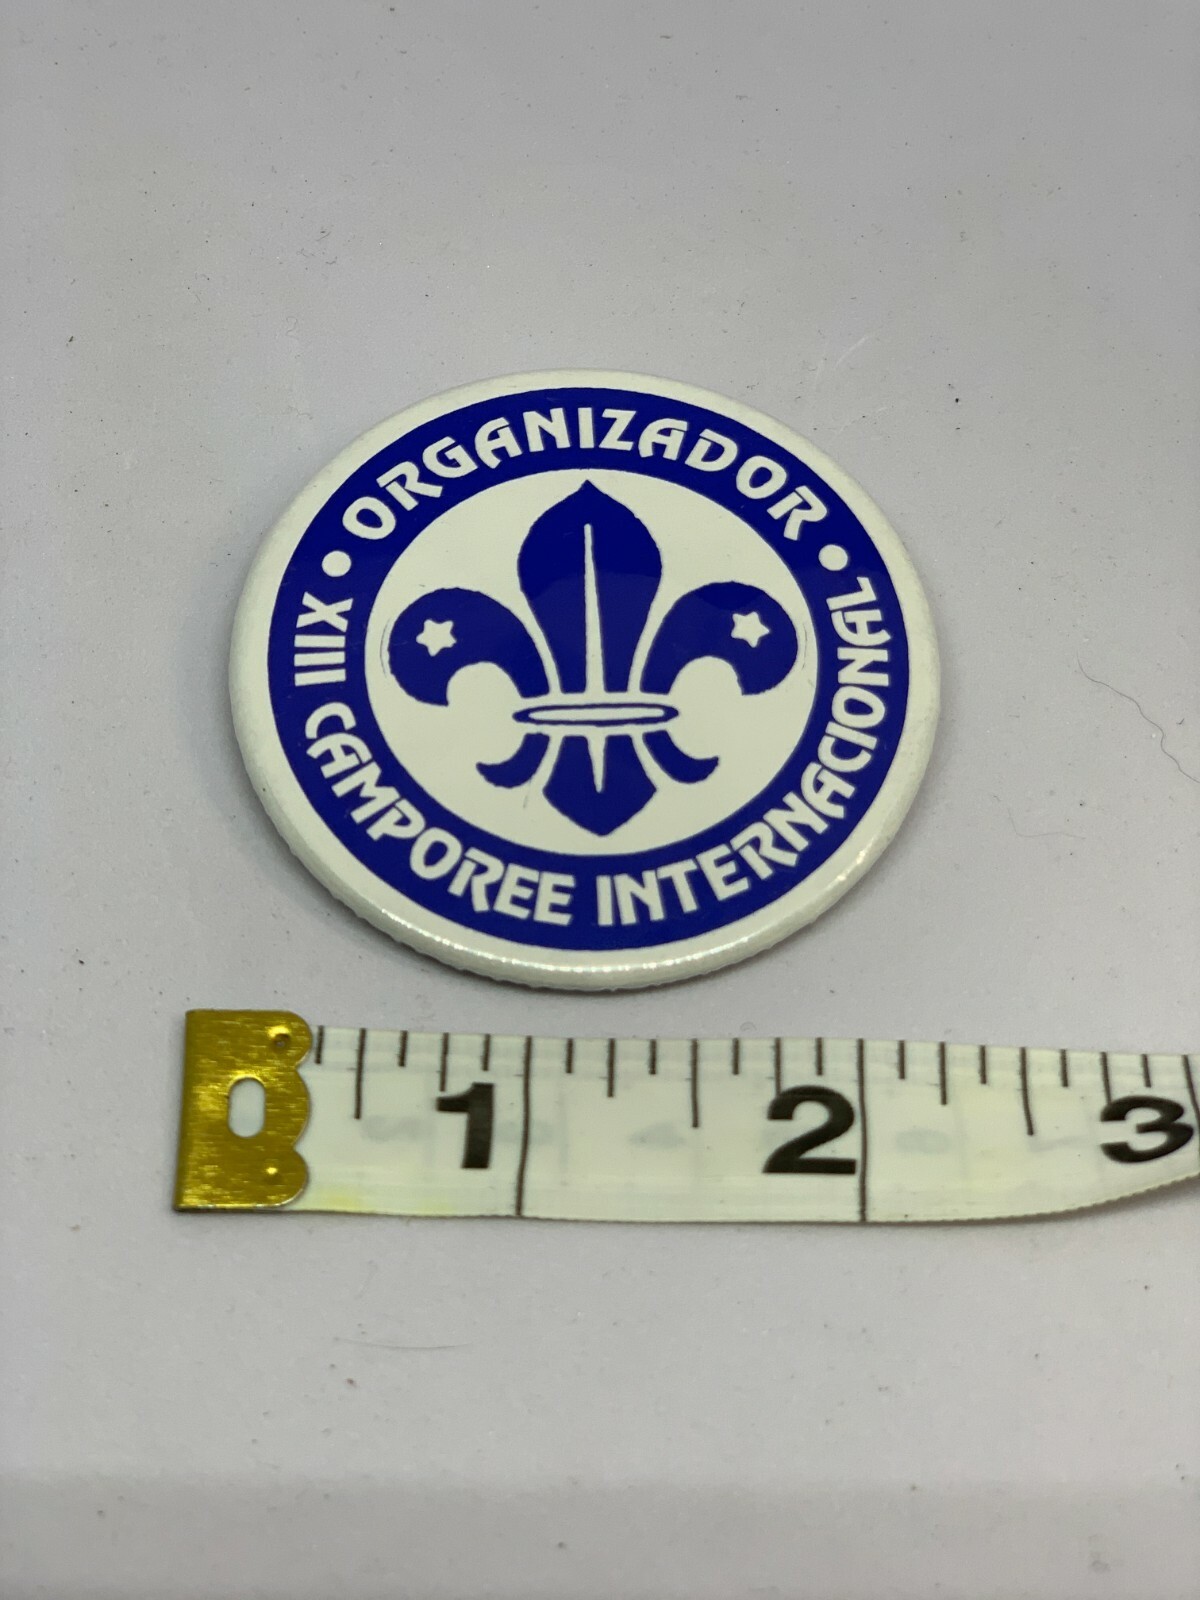 • ORGANIZADOR •
XIII CAMPOREE INTERNACIONAL
1 2 3